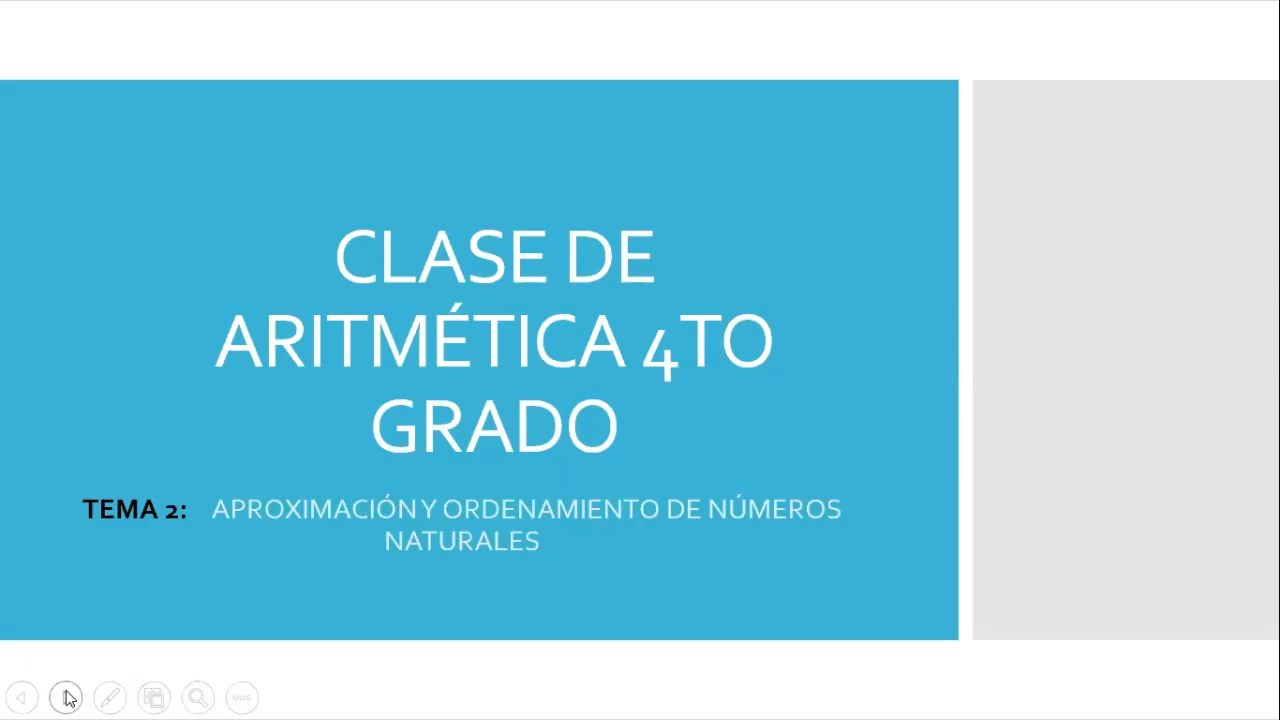 CLASE DE
ARITMÉTICA 4TO
GRADO
TEMA 2: APROXIMACIÓN Y ORDENAMIENTO DE NÚMEROS
NATURALES